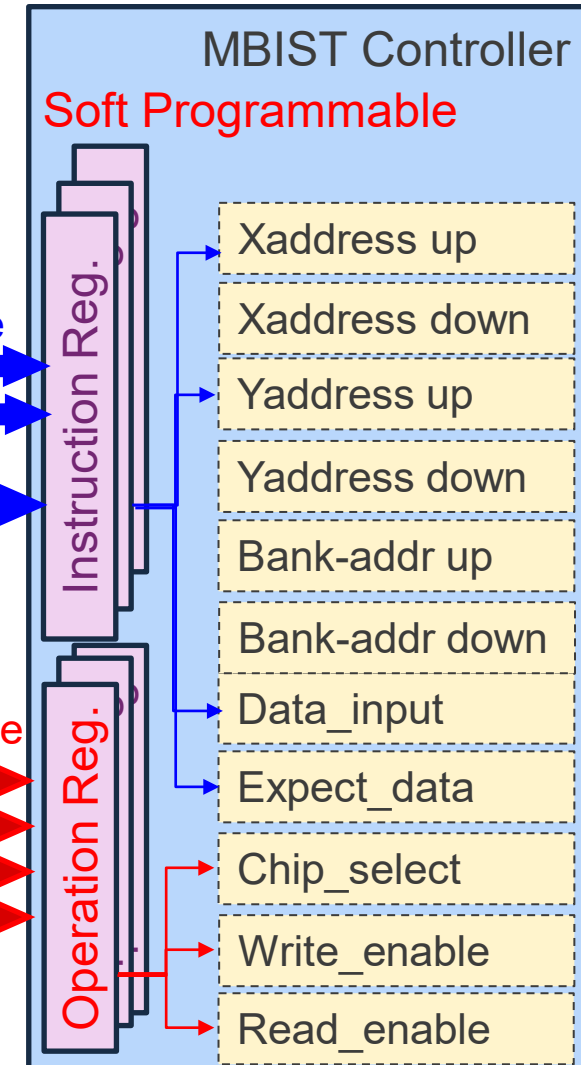 MBIST Controller
Soft Programmable
Instruction Reg.
Xaddress up
Xaddress down
Yaddress up
Yaddress down
Bank-addr up
Bank-addr down
Data_input
Expect_data
Operation Reg.
Chip_select
Write_enable
Read_enable